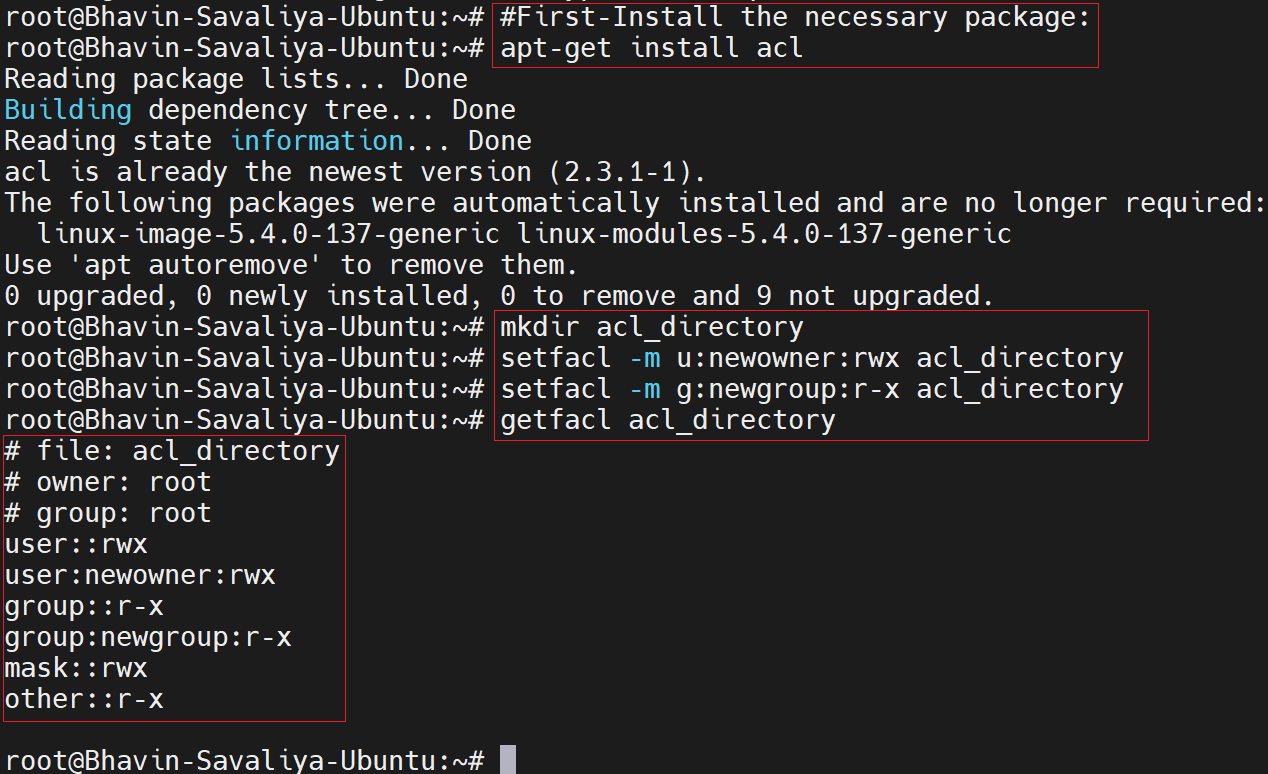 root@Bhavin-Savaliya-Ubuntu:~# #First-Install the necessary package:
root@Bhavin-Savaliya-Ubuntu:~# apt-get install acl
Reading package lists... Done
Building dependency tree... Done
Reading state information... Done
acl is already the newest version (2.3.1-1).
The following packages were automatically installed and are no longer required:
  linux-image-5.4.0-137-generic linux-modules-5.4.0-137-generic
Use 'apt autoremove' to remove them.
0 upgraded, 0 newly installed, 0 to remove and 9 not upgraded.
root@Bhavin-Savaliya-Ubuntu:~# mkdir acl_directory
root@Bhavin-Savaliya-Ubuntu:~# setfacl -m u:newowner:rwx acl_directory
root@Bhavin-Savaliya-Ubuntu:~# setfacl -m g:newgroup:r-x acl_directory
root@Bhavin-Savaliya-Ubuntu:~# getfacl acl_directory
# file: acl_directory
# owner: root
# group: root
user::rwx
user:newowner:rwx
group::r-x
group:newgroup:r-x
mask::rwx
other::r-x
root@Bhavin-Savaliya-Ubuntu:~#